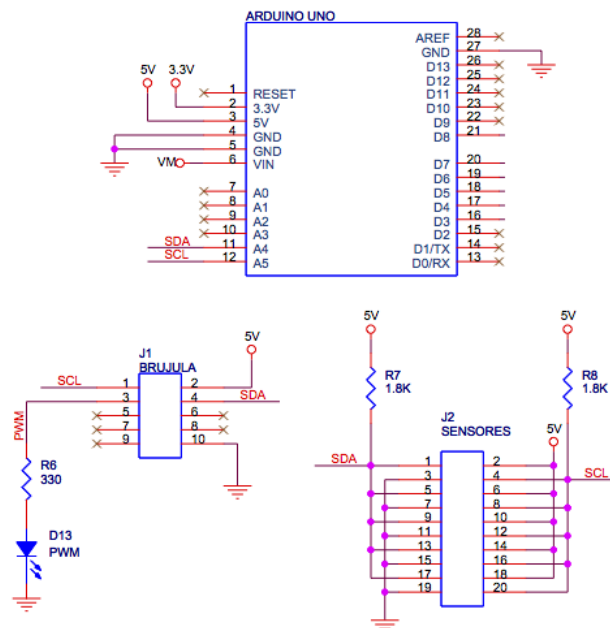 ARDUINO UNO
5V 3.3V
1 RESET AREF 28
2 3.3V GND 27
3 5V D13 26
4 GND D12 25
5 GND D11 24
VM 6 VIN D10 23
D9 22
D8 21
7 A0 D7 20
8 A1 D6 19
9 A2 D5 18
10 A3 D4 17
SDA 11 A4 D3 16
SCL 12 A5 D2 15
D1/TX 14
D0/RX 13
J1
BRUJULA
5V
SCL 1 2
3 4 SDA
5 6
7 8
9 10
PWM
R6
330
D13
PWM
5V 5V
R7
1.8K
R8
1.8K
J2
SENSORES
5V
SDA 1 2
3 4 SCL
5 6
7 8
9 10
11 12
13 14
15 16
17 18
19 20